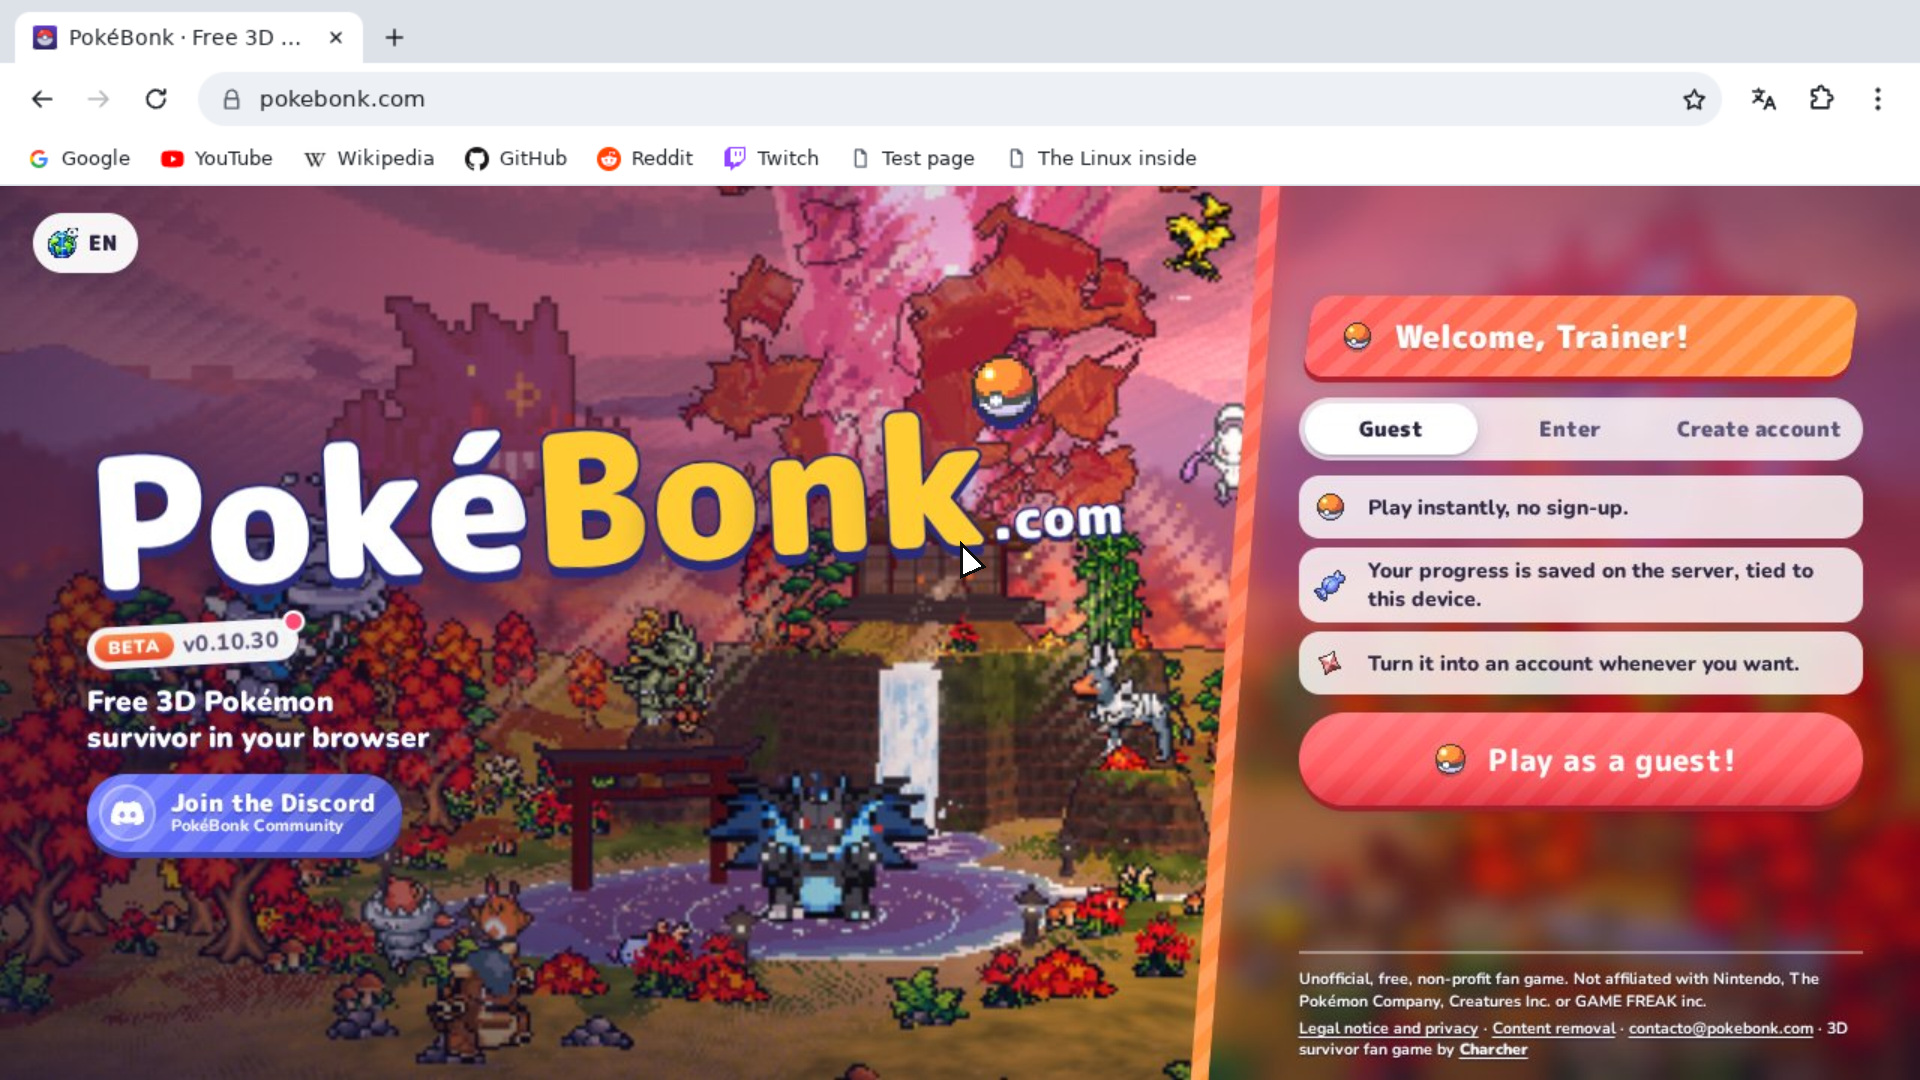 PokéBonk · Free 3D ...
pokebonk.com
Google
YouTube
Wikipedia
GitHub
Reddit
Twitch
Test page
The Linux inside
EN
PokéBonk.com
BETA v0.10.30
Free 3D Pokémon
survivor in your browser
Join the Discord
PokéBonk Community
Welcome, Trainer!
Guest
Enter
Create account
Play instantly, no sign-up.
Your progress is saved on the server, tied to
this device.
Turn it into an account whenever you want.
Play as a guest!
Unofficial, free, non-profit fan game. Not affiliated with Nintendo, The
Pokémon Company, Creatures Inc. or GAME FREAK inc.
Legal notice and privacy · Content removal · contacto@pokebonk.com · 3D
survivor fan game by Charcher